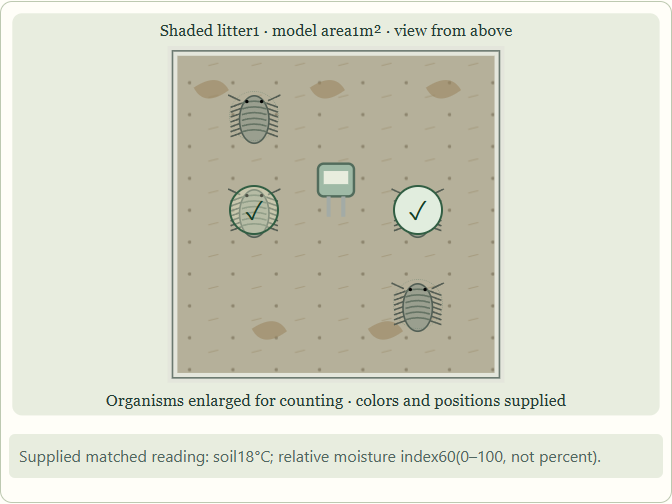 Shaded litter1 · model area1m² · view from above
Organisms enlarged for counting · colors and positions supplied
Supplied matched reading: soil18°C; relative moisture index60(0–100, not percent).